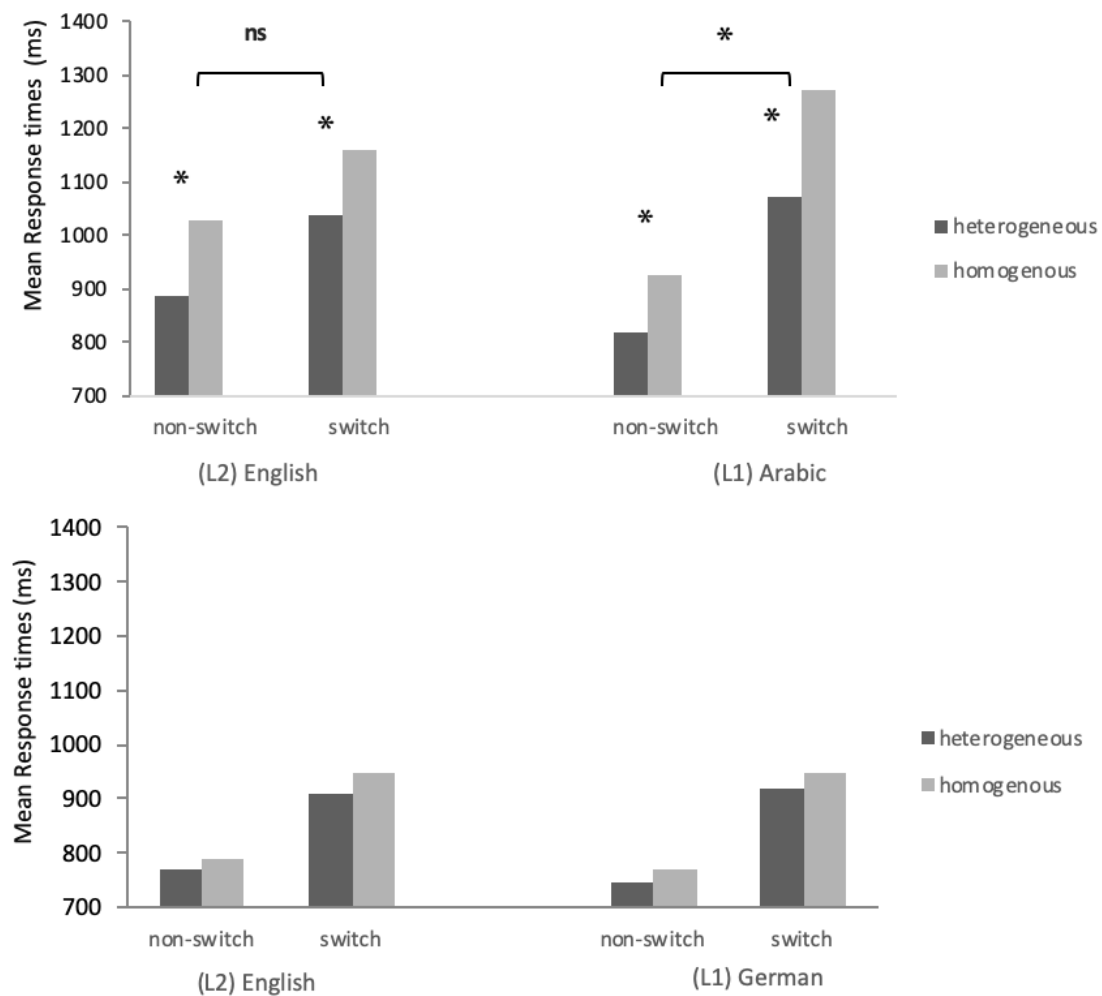 Mean Response times (ms)
1400
1300
1200
1100
1000
900
800
700
ns
*
*
*
*
*
non-switch
switch
non-switch
switch
(L2) English
(L1) Arabic
heterogeneous
homogenous
Mean Response times (ms)
1400
1300
1200
1100
1000
900
800
700
non-switch
switch
non-switch
switch
(L2) English
(L1) German
heterogeneous
homogenous